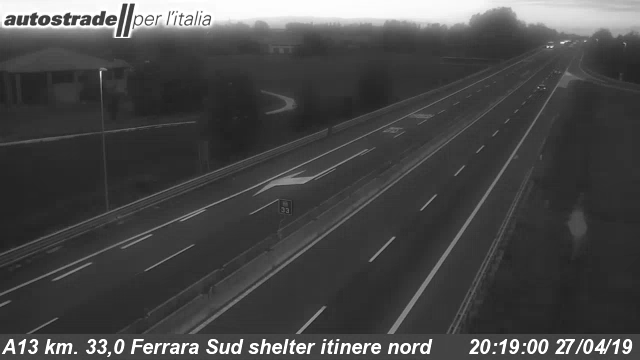 autostrade//per l'italia
33
A13 km. 33,0 Ferrara Sud shelter itinere nord 20:19:00 27/04/19